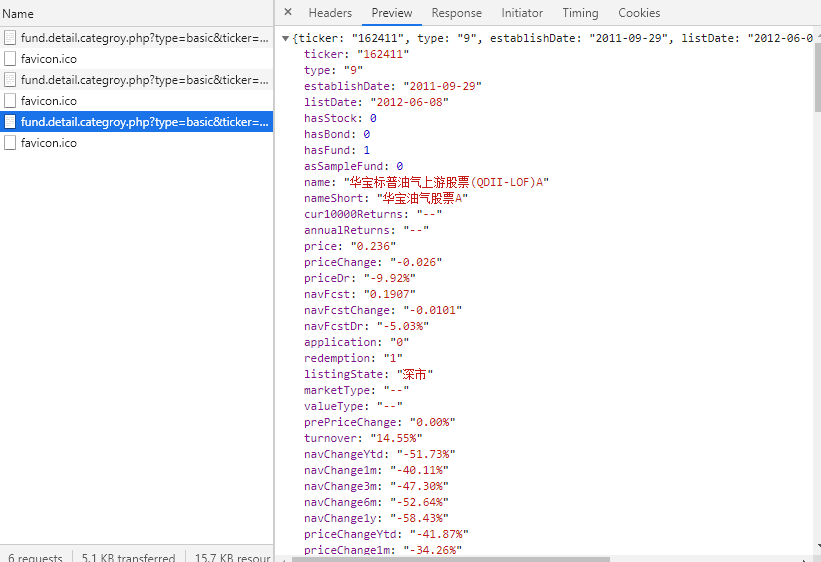 Name
fund.detail.categroy.php?type=basic&ticker=...
favicon.ico
fund.detail.categroy.php?type=basic&ticker=...
favicon.ico
fund.detail.categroy.php?type=basic&ticker=...
favicon.ico
6 requests 5.1 KB transferred 15.7 KB resour
× Headers Preview Response Initiator Timing Cookies
{ticker: "162411", type: "9", establishDate: "2011-09-29", listDate: "2012-06-0
ticker: "162411"
type: "9"
establishDate: "2011-09-29"
listDate: "2012-06-08"
hasStock: 0
hasBond: 0
hasFund: 1
asSampleFund: 0
name: "华宝标普油气上游股票(QDII-LOF)A"
nameShort: "华宝油气股票A"
cur10000Returns: "--"
annualReturns: "--"
price: "0.236"
priceChange: "-0.026"
priceDr: "-9.92%"
navFcst: "0.1907"
navFcstChange: "-0.0101"
navFcstDr: "-5.03%"
application: "0"
redemption: "1"
listingState: "深市"
marketType: "--"
valueType: "--"
prePriceChange: "0.00%"
turnover: "14.55%"
navChangeYtd: "-51.73%"
navChange1m: "-40.11%"
navChange3m: "-47.30%"
navChange6m: "-52.64%"
navChange1y: "-58.43%"
priceChangeYtd: "-41.87%"
priceChange1m: "-34.26%"